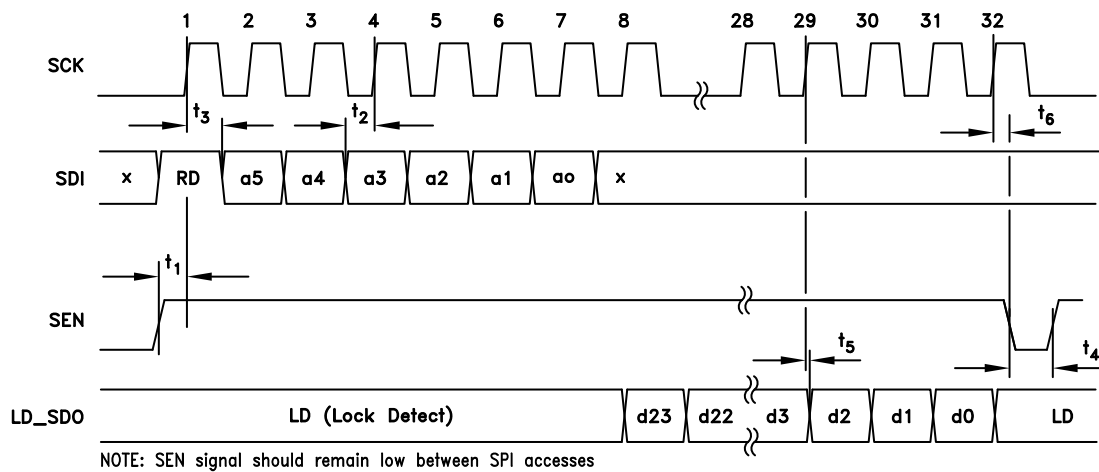 1 2 3 4 5 6 7 8 28 29 30 31 32
SCK
t3 t2 t6
SDI x RD a5 a4 a3 a2 a1 ao x
t1
SEN
t5 t4
LD_SDO LD (Lock Detect) d23 d22 d3 d2 d1 d0 LD
NOTE: SEN signal should remain low between SPI accesses